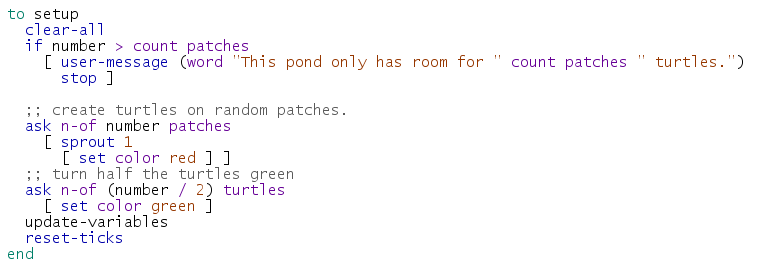 to setup
  clear-all
  if number > count patches
    [ user-message (word "This pond only has room for " count patches " turtles.")
      stop ]

  ;; create turtles on random patches.
  ask n-of number patches
    [ sprout 1
      [ set color red ] ]
  ;; turn half the turtles green
  ask n-of (number / 2) turtles
    [ set color green ]
  update-variables
  reset-ticks
end